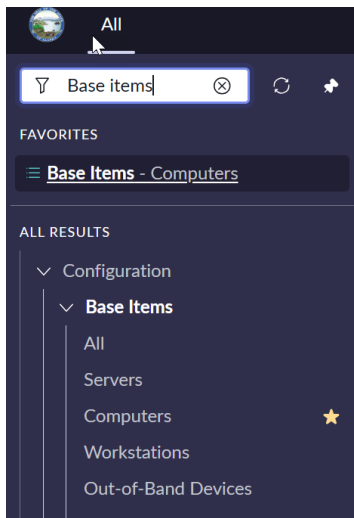 All
Base items
FAVORITES
Base Items - Computers
ALL RESULTS
Configuration
Base Items
All
Servers
Computers
Workstations
Out-of-Band Devices